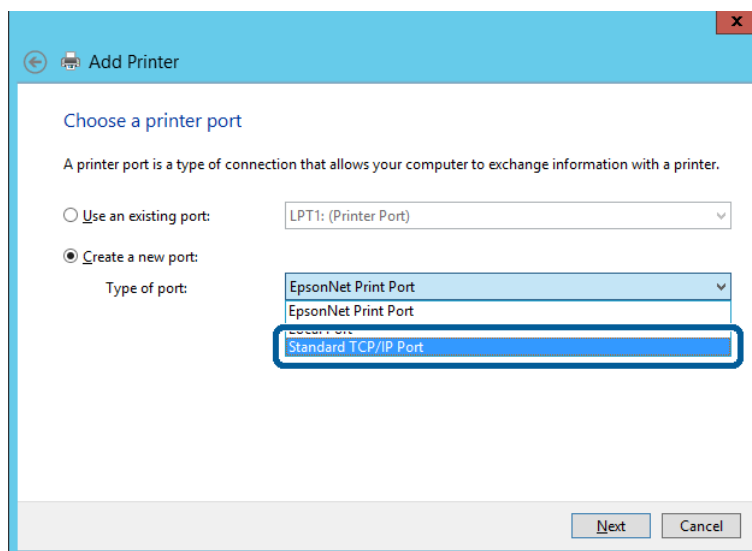 x
Add Printer
Choose a printer port
A printer port is a type of connection that allows your computer to exchange information with a printer.
Use an existing port: LPT1: (Printer Port)
Create a new port:
Type of port: EpsonNet Print Port
EpsonNet Print Port
Local Port
Standard TCP/IP Port
Next Cancel